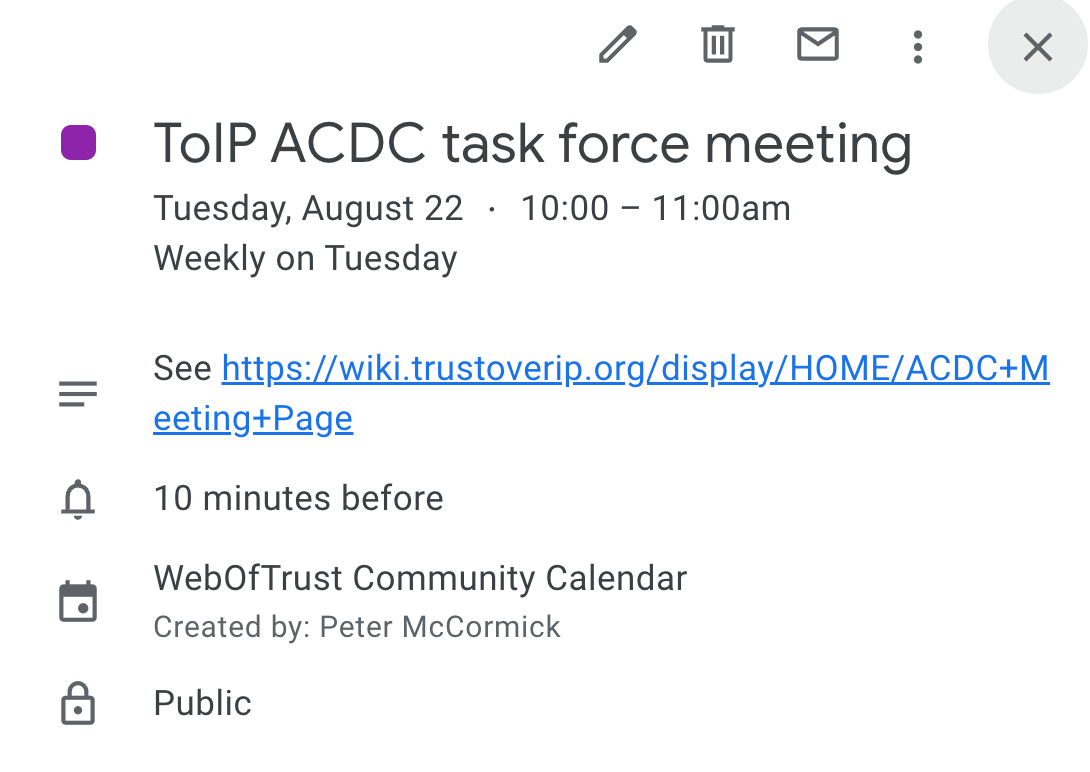 ToIP ACDC task force meeting
Tuesday, August 22 · 10:00 – 11:00am
Weekly on Tuesday
See https://wiki.trustoverip.org/display/HOME/ACDC+M
eeting+Page
10 minutes before
WebOfTrust Community Calendar
Created by: Peter McCormick
Public